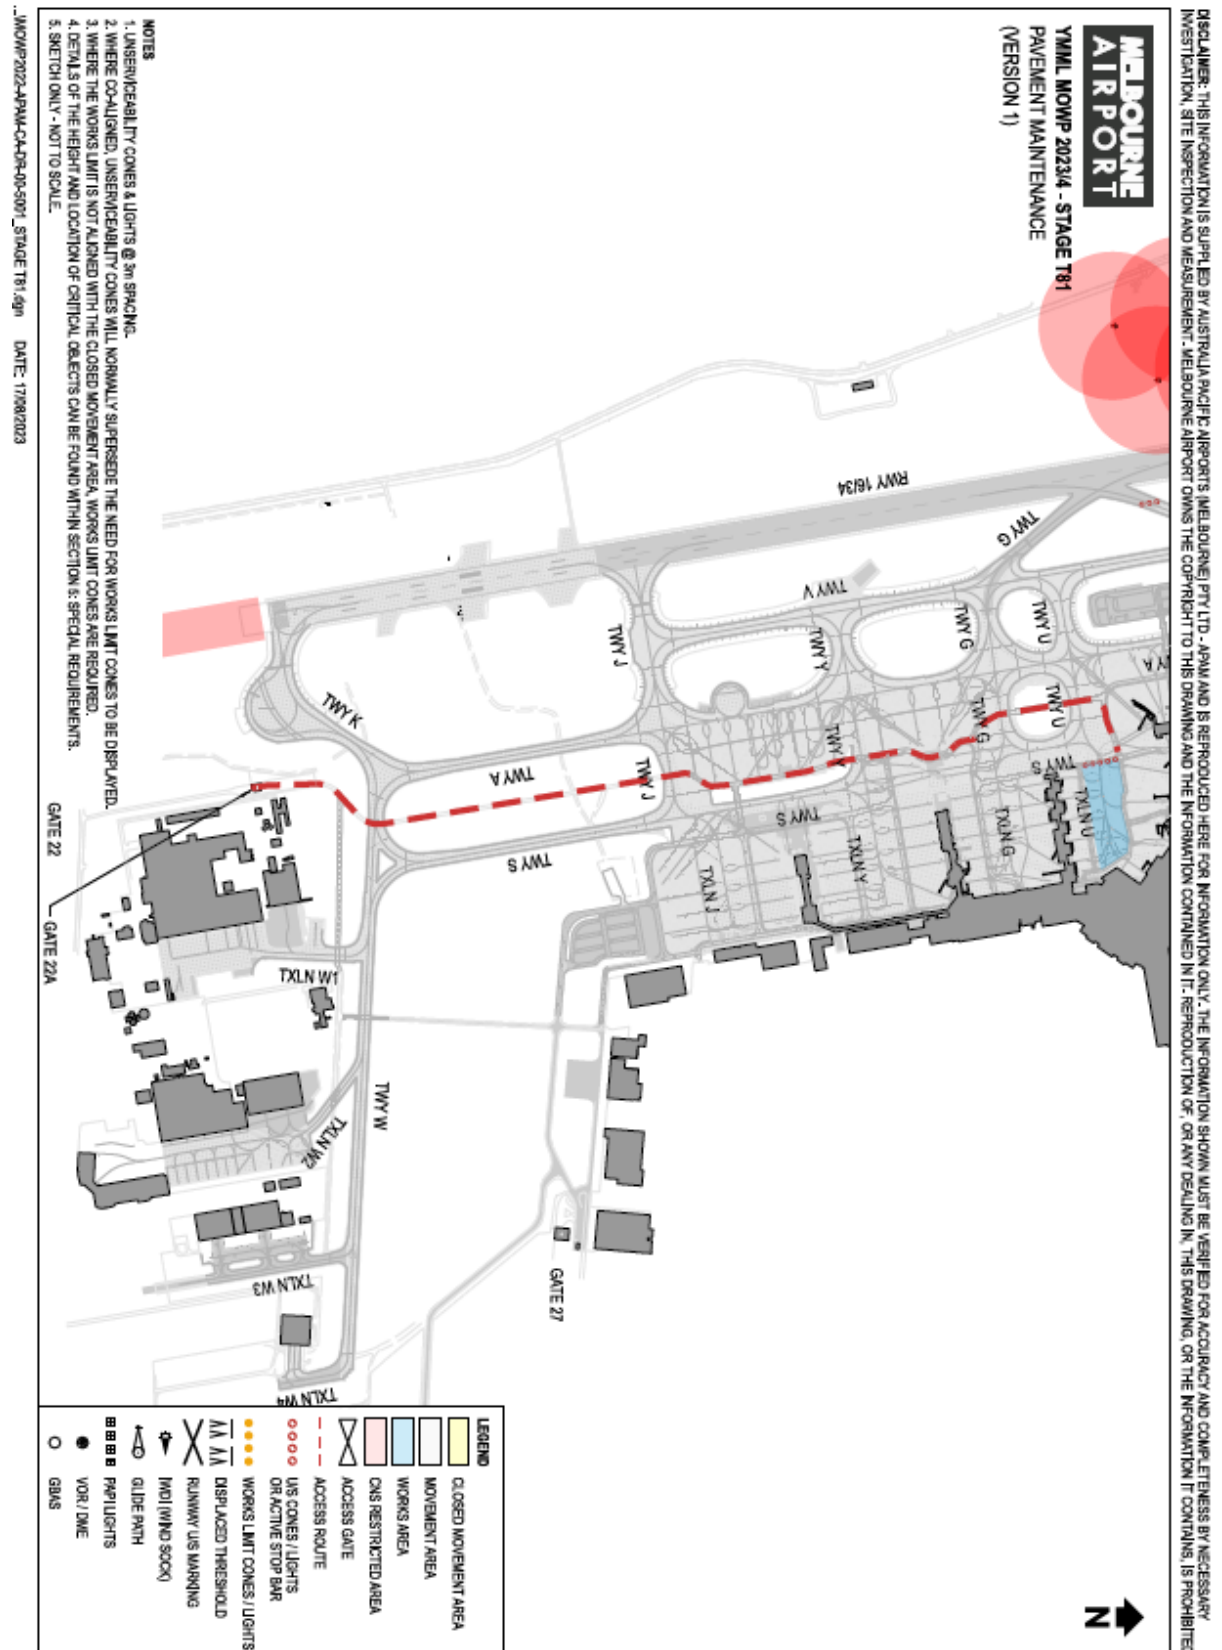 DISCLAIMER: THIS INFORMATION IS SUPPLIED BY AUSTRALIA PACIFIC AIRPORTS (MELBOURNE) PTY LTD - APAM AND IS REPRODUCED HERE FOR INFORMATION ONLY. THE INFORMATION SHOWN MUST BE VERIFIED FOR ACCURACY AND COMPLETENESS BY NECESSARY
INVESTIGATION, SITE INSPECTION AND MEASUREMENT. MELBOURNE AIRPORT OWNS THE COPYRIGHT TO THIS DRAWING AND THE INFORMATION CONTAINED IN IT. REPRODUCTION OF, OR ANY DEALING IN, THIS DRAWING, OR THE INFORMATION IT CONTAINS, IS PROHIBITE
MELBOURNE
AIRPORT
YMML MOWP 2023/4 - STAGE T81
PAVEMENT MAINTENANCE
(VERSION 1)
N
RWY 16/34
TWY G
TWY V
TWY U
TWY G
TWY Y
TWY J
TWY A
TWY U
TWY G
TWY Y
TWY J
TWY A
TWY K
TWY S
TXLN U
TXLN G
TWY S
TXLN Y
TXLN J
TWY S
TXLN W1
TWY W
TXLN W2
TXLN W3
TXLN W4
GATE 27
GATE 22
GATE 22A
NOTES
1. UNSERVICEABILITY CONES & LIGHTS @ 3m SPACING.
2. WHERE CO-ALIGNED, UNSERVICEABILITY CONES WILL NORMALLY SUPERSEDE THE NEED FOR WORKS LIMIT CONES TO BE DISPLAYED.
3. WHERE THE WORKS LIMIT IS NOT ALIGNED WITH THE CLOSED MOVEMENT AREA, WORKS LIMIT CONES ARE REQUIRED.
4. DETAILS OF THE HEIGHT AND LOCATION OF CRITICAL OBJECTS CAN BE FOUND WITHIN SECTION 5: SPECIAL REQUIREMENTS.
5. SKETCH ONLY - NOT TO SCALE.
LEGEND
CLOSED MOVEMENT AREA
MOVEMENT AREA
WORKS AREA
CNS RESTRICTED AREA
ACCESS GATE
ACCESS ROUTE
U/S CONES / LIGHTS
OR ACTIVE STOP BAR
WORKS LIMIT CONES / LIGHTS
DISPLACED THRESHOLD
RUNWAY U/S MARKING
IWDI (WIND SOCK)
GLIDE PATH
PAPI LIGHTS
VOR / DME
GBAS
...\MOWP2022-APAM-CA-DR-00-5001_STAGE T81.dgn DATE: 17/08/2023